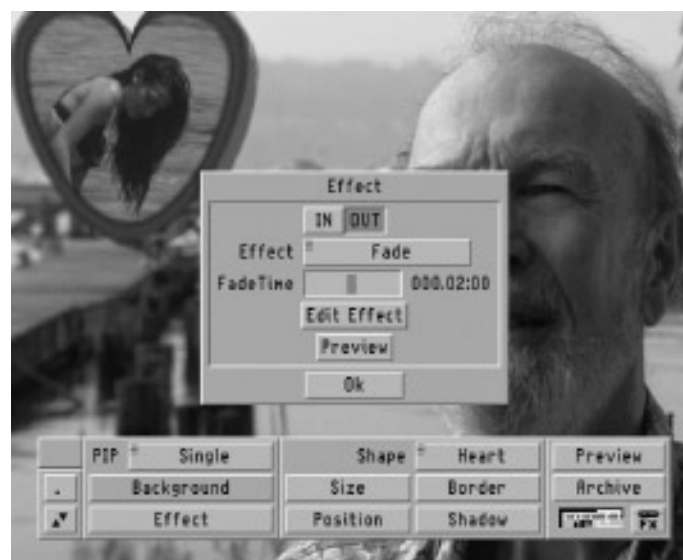 Effect
IN OUT
Effect Fade
FadeTime 000.02:00
Edit Effect
Preview
Ok
PIP Single Shape Heart Preview
Background Size Border Archive
Effect Position Shadow FX